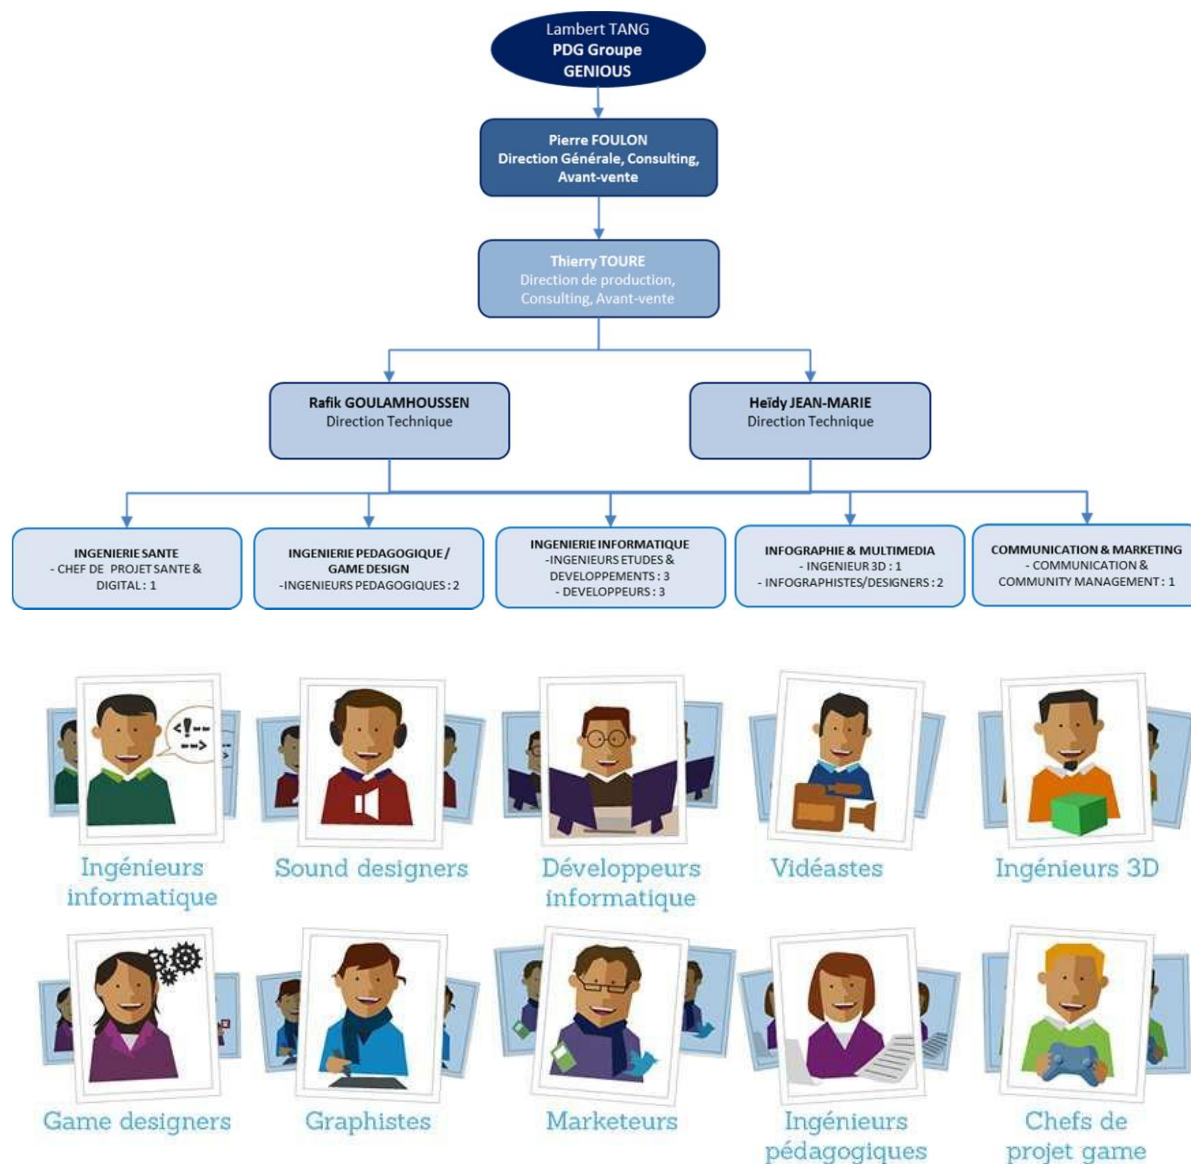 Lambert TANG
PDG Groupe
GENIOUS
Pierre FOULON
Direction Générale, Consulting,
Avant-vente
Thierry TOURE
Direction de production,
Consulting, Avant-vente
Rafik GOULAMHOUSSEN
Direction Technique
Heïdy JEAN-MARIE
Direction Technique
INGENIERIE SANTE
- CHEF DE PROJET SANTE &
DIGITAL : 1
INGENIERIE PEDAGOGIQUE /
GAME DESIGN
-INGENIEURS PEDAGOGIQUES : 2
INGENIERIE INFORMATIQUE
-INGENIEURS ETUDES &
DEVELOPPEMENTS : 3
- DEVELOPPEURS : 3
INFOGRAPHIE & MULTIMEDIA
- INGENIEUR 3D : 1
- INFOGRAPHISTES/DESIGNERS : 2
COMMUNICATION & MARKETING
- COMMUNICATION &
COMMUNITY MANAGEMENT : 1
<!--
-->
Ingénieurs
informatique
Sound designers
Développeurs
informatique
Vidéastes
Ingénieurs 3D
Game designers
Graphistes
Marketeurs
Ingénieurs
pédagogiques
Chefs de
projet game